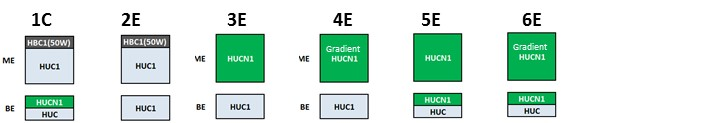 1C 2E 3E 4E 5E 6E
HBC1(50W) HBC1(50W)
ME HUC1 HUC1 ME HUCN1 ME Gradient HUCN1 HUCN1 Gradient HUCN1
BE HUCN1 HUC HUC1 BE HUC1 BE HUC1 HUCN1 HUC HUCN1 HUC